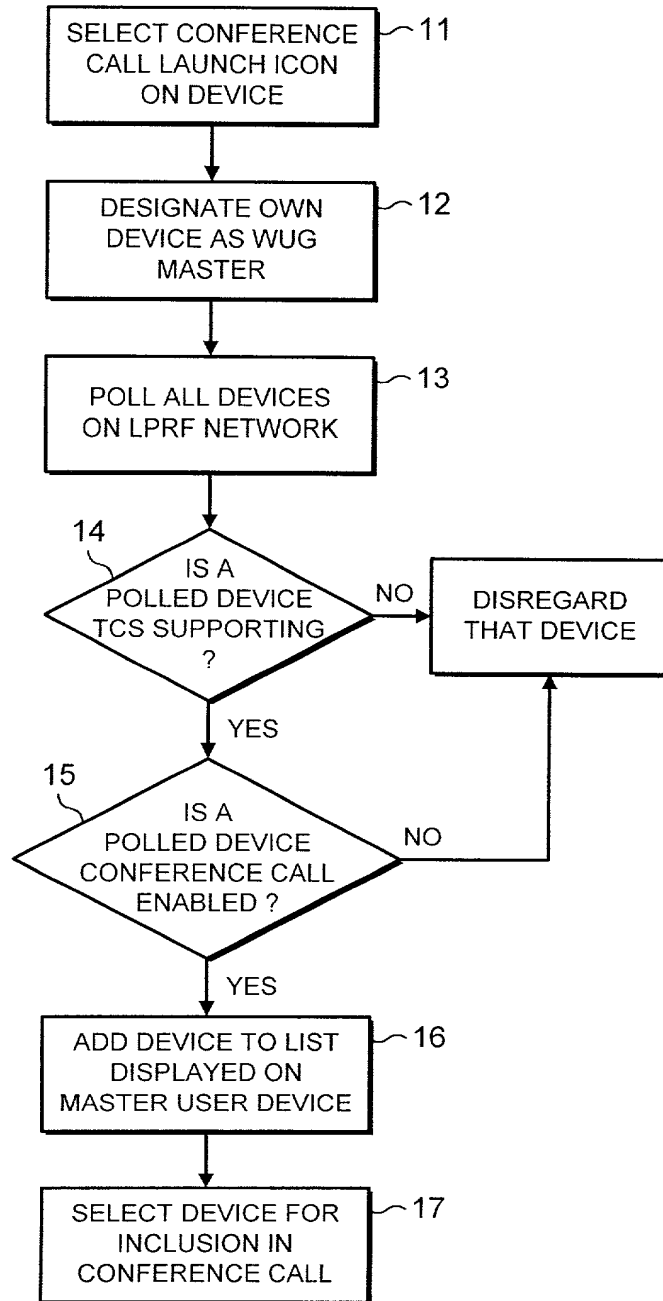 SELECT CONFERENCE
CALL LAUNCH ICON
ON DEVICE
11
DESIGNATE OWN
DEVICE AS WUG
MASTER
12
POLL ALL DEVICES
ON LPRF NETWORK
13
14
IS A
POLLED DEVICE
TCS SUPPORTING
?
NO
DISREGARD
THAT DEVICE
YES
15
IS A
POLLED DEVICE
CONFERENCE CALL
ENABLED ?
NO
YES
ADD DEVICE TO LIST
DISPLAYED ON
MASTER USER DEVICE
16
SELECT DEVICE FOR
INCLUSION IN
CONFERENCE CALL
17